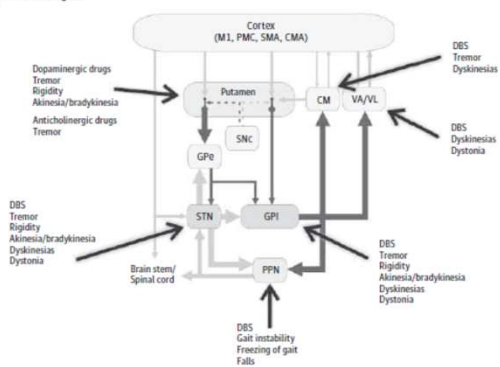 Cortex
(M1, PMC, SMA, CMA)
DBS
Tremor
Dyskinesias
Dopaminergic drugs
Tremor
Rigidity
Akinesia/bradykinesia
Anticholinergic drugs
Tremor
Putamen
CM
VA/VL
SNc
GPe
DBS
Dyskinesias
Dystonia
DBS
Tremor
Rigidity
Akinesia/bradykinesia
Dyskinesias
Dystonia
STN
GPI
Brain stem/
Spinal cord
PPN
DBS
Tremor
Rigidity
Akinesia/bradykinesia
Dyskinesias
Dystonia
DBS
Gait instability
Freezing of gait
Falls